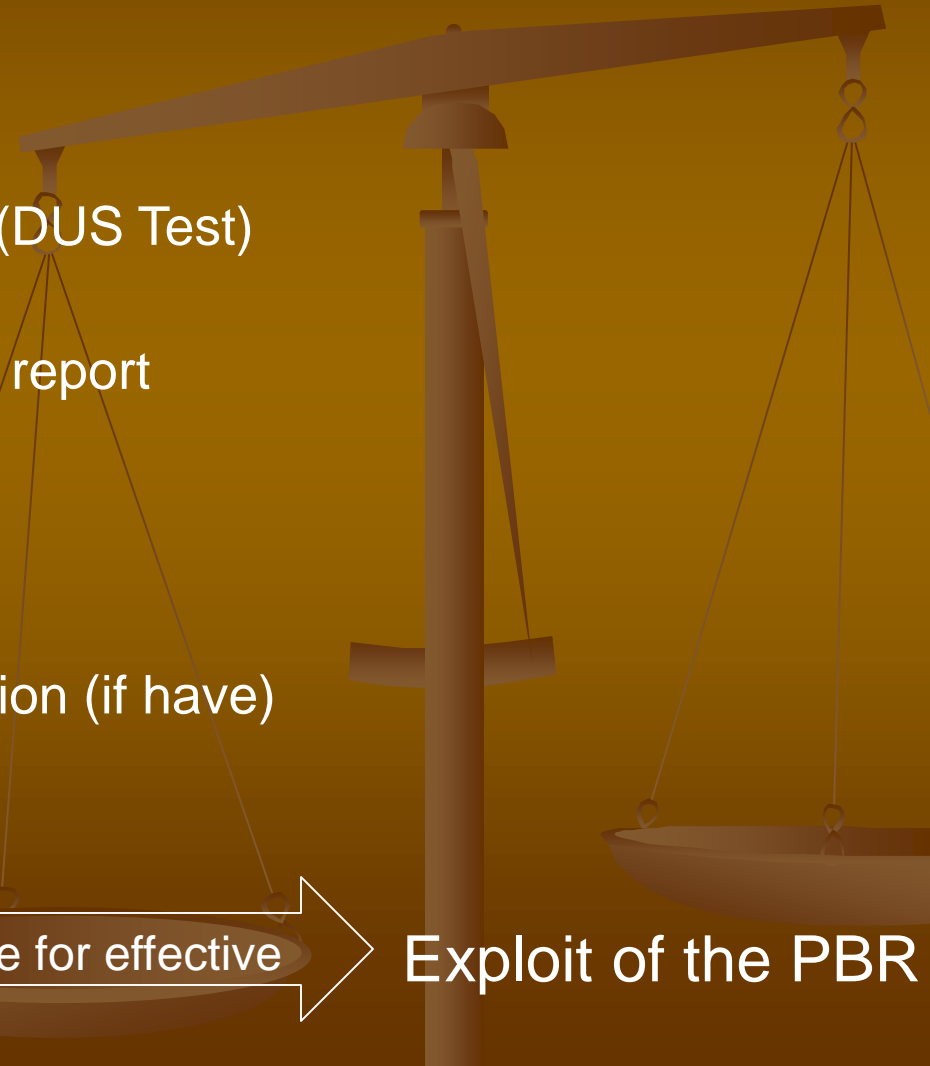 (DUS Test)
report
ion (if have)
e for effective
Exploit of the PBR